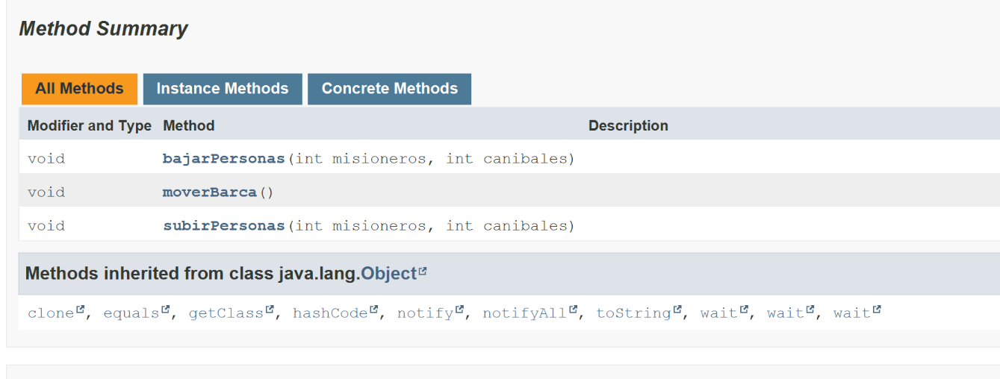 Method Summary
All Methods Instance Methods Concrete Methods
Modifier and Type Method Description
void bajarPersonas(int misioneros, int canibales)
void moverBarca()
void subirPersonas(int misioneros, int canibales)
Methods inherited from class java.lang.Object
clone, equals, getClass, hashCode, notify, notifyAll, toString, wait, wait, wait